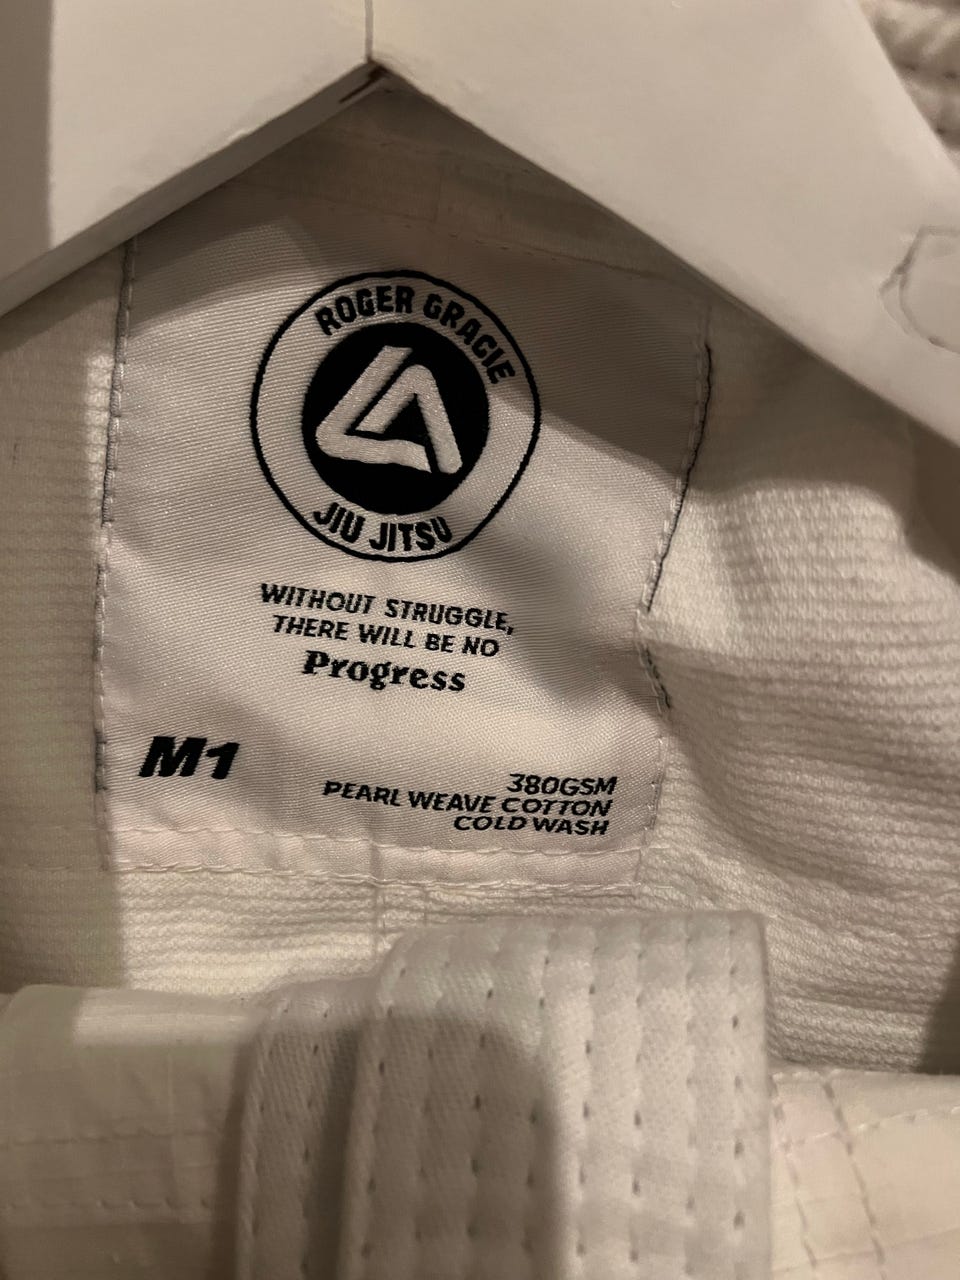 ROGER GRACIE
JIU JITSU
WITHOUT STRUGGLE,
THERE WILL BE NO
Progress
M1
380GSM
PEARL WEAVE COTTON
COLD WASH